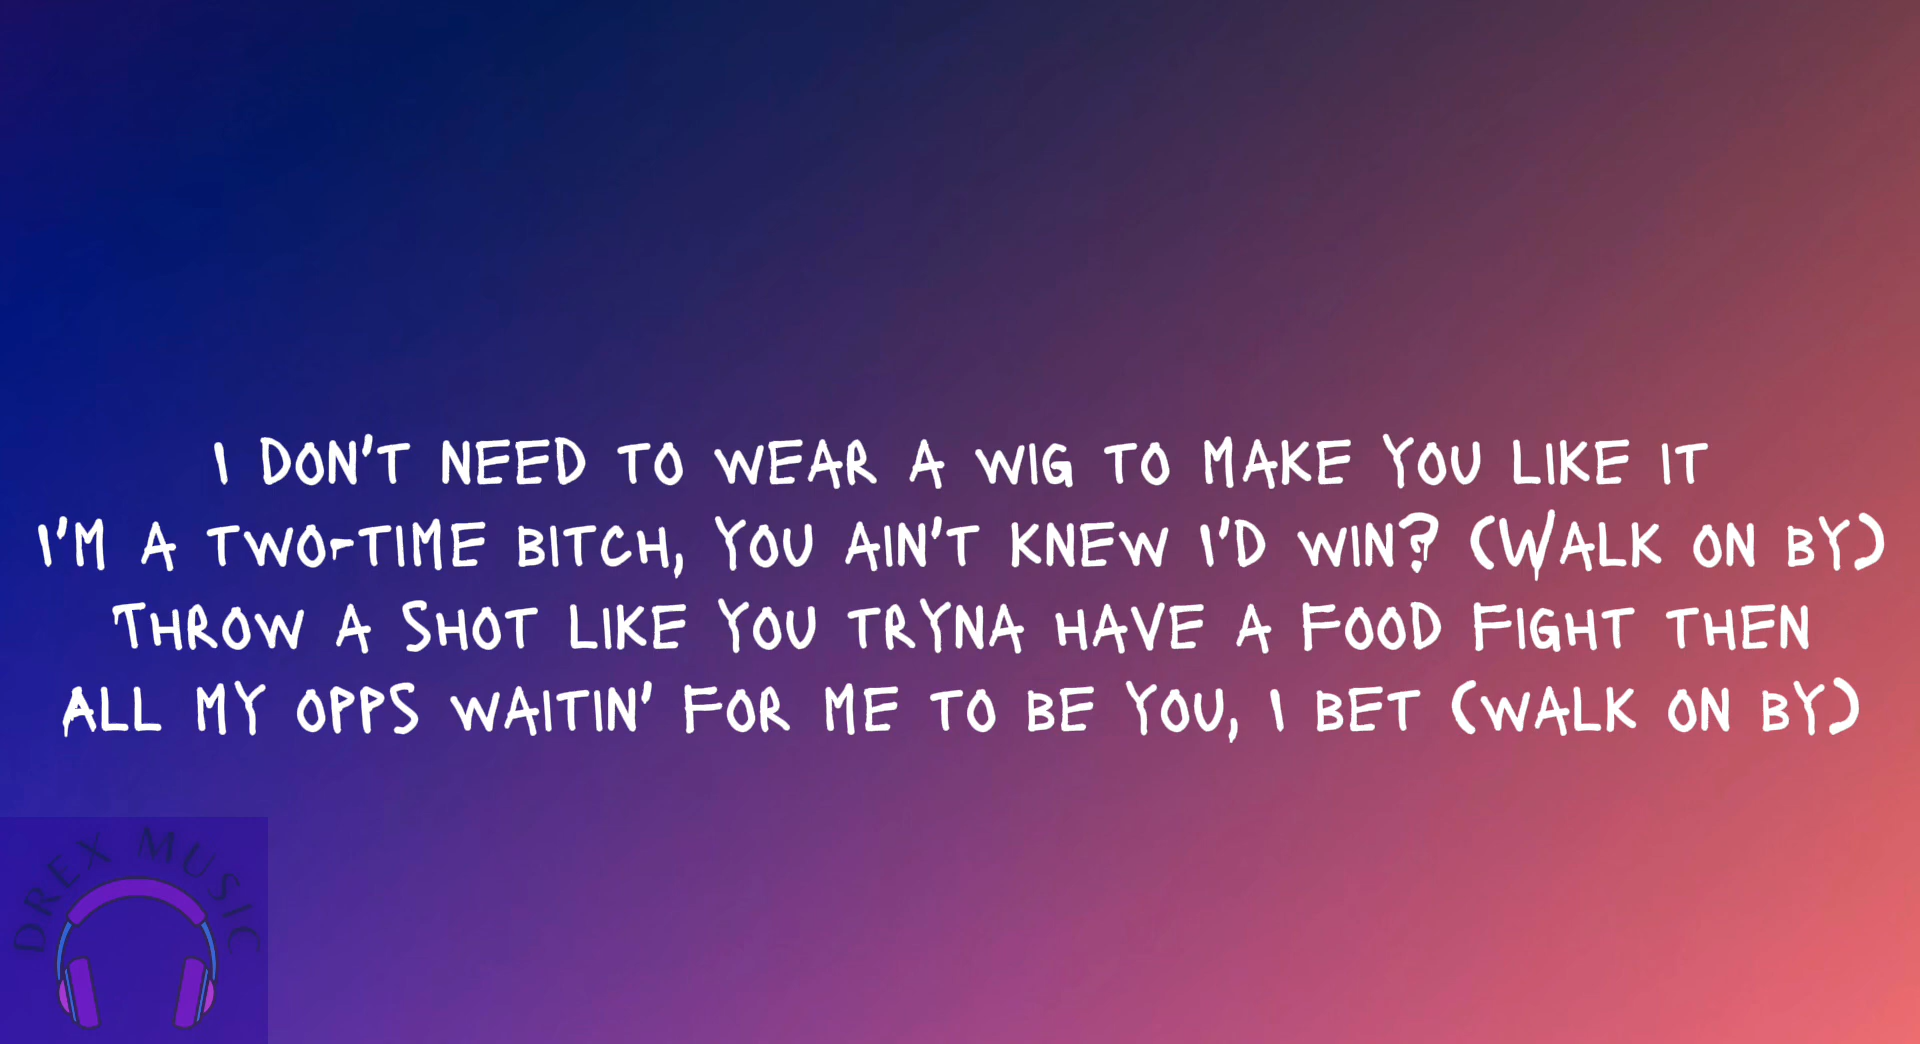 I DON'T NEED TO WEAR A WIG TO MAKE YOU LIKE IT
I'M A TWO-TIME BITCH, YOU AIN'T KNEW I'D WIN? (WALK ON BY)
THROW A SHOT LIKE YOU TRYNA HAVE A FOOD FIGHT THEN
ALL MY OPPS WAITIN' FOR ME TO BE YOU, I BET (WALK ON BY)
DREX MUSIC